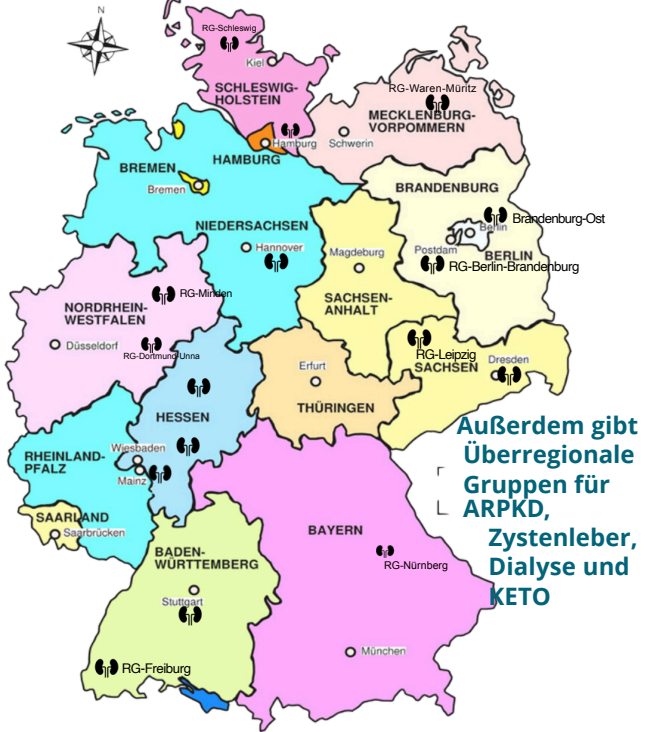 N
RG-Schleswig
Kiel
SCHLESWIG-
HOLSTEIN
RG-Waren-Müritz
MECKLENBURG-
VORPOMMERN
Hamburg
Schwerin
HAMBURG
BREMEN
Bremen
BRANDENBURG
Brandenburg-Ost
Berlin
NIEDERSACHSEN
Hannover
Postdam
BERLIN
Magdeburg
RG-Berlin-Brandenburg
RG-Minden
SACHSEN-
ANHALT
NORDRHEIN-
WESTFALEN
Düsseldorf
RG-Dortmund-Unna
RG-Leipzig
Dresden
SACHSEN
Erfurt
THÜRINGEN
HESSEN
Außerdem gibt
Überregionale
Gruppen für
ARPKD,
Zystenleber,
Dialyse und
KETO
Wiesbaden
RHEINLAND-
PFALZ
Mainz
SAARLAND
Saarbrücken
BAYERN
BADEN-
WÜRTTEMBERG
RG-Nürnberg
Stuttgart
München
RG-Freiburg